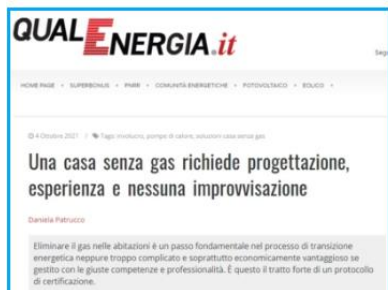 QUALENERGIA.it
Segu
HOME PAGE • SUPERBONUS • PNRR • COMUNITÀ ENERGETICHE • FOTOVOLTAICO • EOLICO •
4 Ottobre 2021 / Tags: involucro, pompe di calore, soluzioni casa senza gas
Una casa senza gas richiede progettazione,
esperienza e nessuna improvvisazione
Daniela Patrucco
Eliminare il gas nelle abitazioni è un passo fondamentale nel processo di transizione
energetica neppure troppo complicato e soprattutto economicamente vantaggioso se
gestito con le giuste competenze e professionalità. È questo il tratto forte di un protocollo
di certificazione.